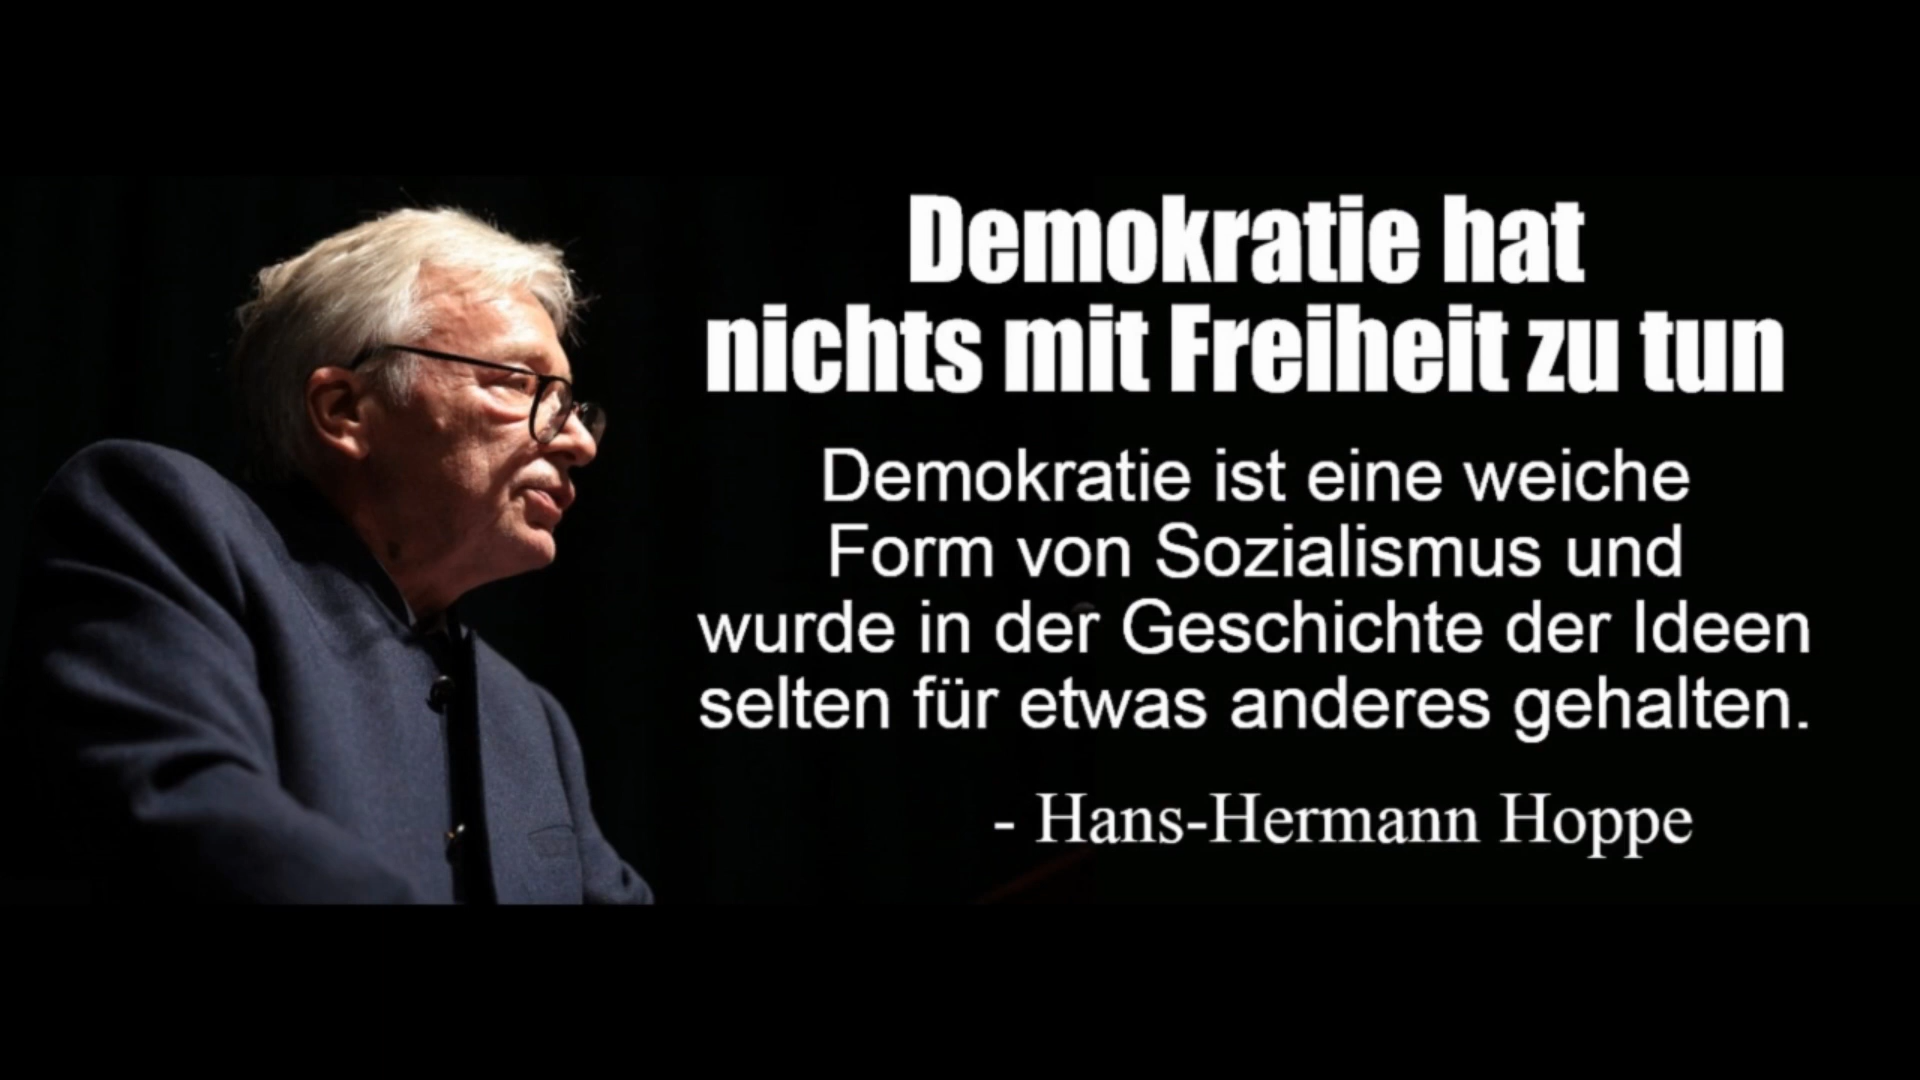 Demokratie hat
nichts mit Freiheit zu tun
Demokratie ist eine weiche
Form von Sozialismus und
wurde in der Geschichte der Ideen
selten für etwas anderes gehalten.
- Hans-Hermann Hoppe